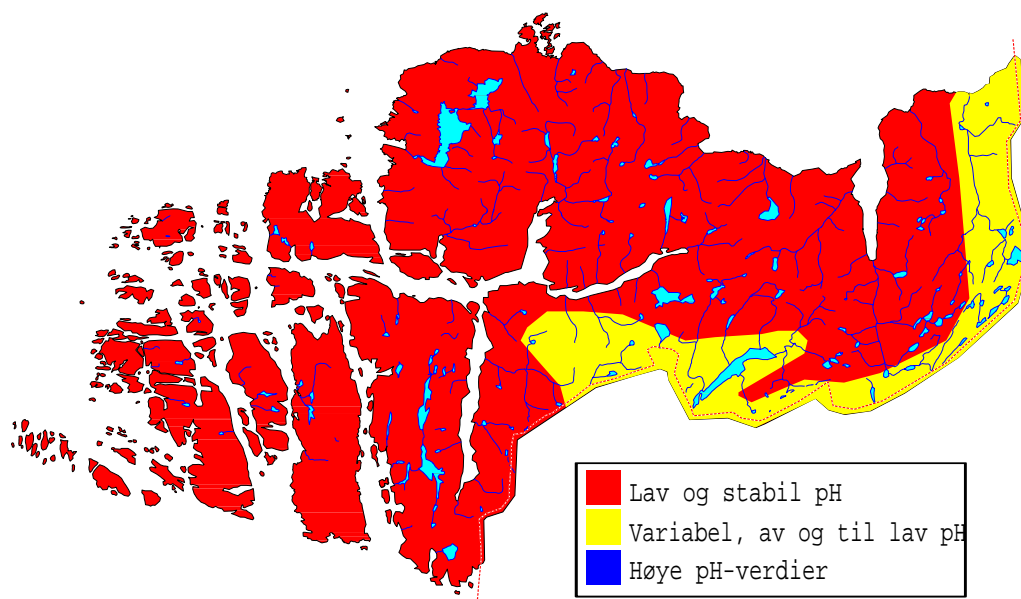 Lav og stabil pH
Variabel, av og til lav pH
Høye pH-verdier